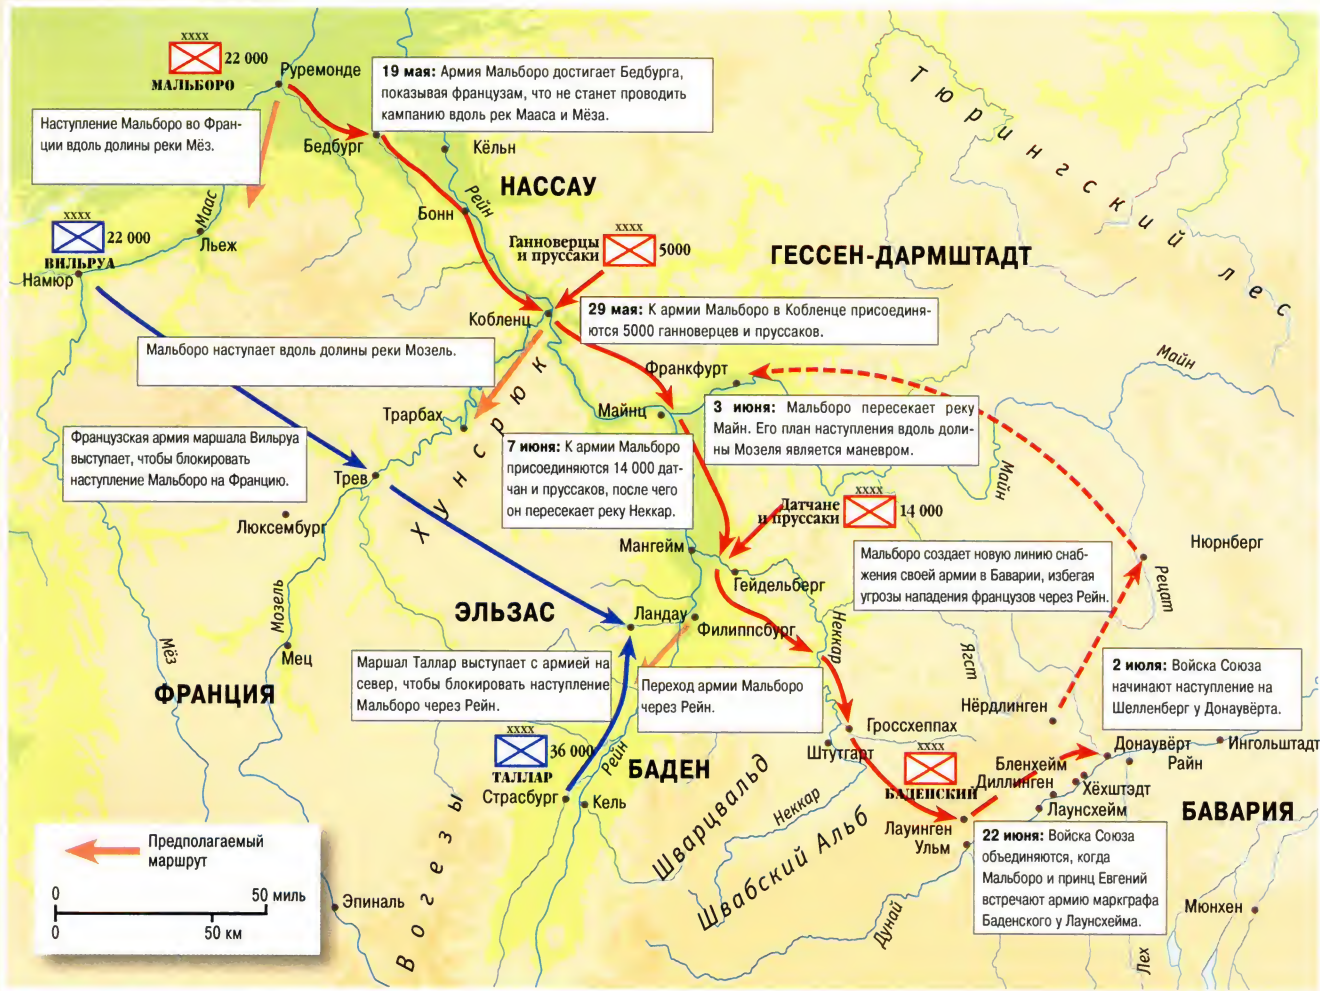 XXXX
22 000
МАЛЬБОРО
Руремонде
19 мая: Армия Мальборо достигает Бедбурга,
показывая французам, что не станет проводить
кампанию вдоль рек Мааса и Мёза.
Наступление Мальборо во Фран-
ции вдоль долины реки Мёз.
Бедбург
Кёльн
НАССАУ
Рейн
Бонн
Маас
Льеж
XXXX
22 000
ВИЛЬРУА
Намюр
Тюрингский лес
XXXX
Ганноверцы
и пруссаки
5000
ГЕССЕН-ДАРМШТАДТ
Кобленц
29 мая: К армии Мальборо в Кобленце присоединя-
ются 5000 ганноверцев и пруссаков.
Мальборо наступает вдоль долины реки Мозель.
Хунсрюк
Франкфурт
Майн
Майнц
3 июня: Мальборо пересекает реку
Майн. Его план наступления вдоль доли-
ны Мозеля является маневром.
Трарбах
Французская армия маршала Вильруа
выступает, чтобы блокировать
наступление Мальборо на Францию.
7 июня: К армии Мальборо
присоединяются 14 000 дат-
чан и пруссаков, после чего
он пересекает реку Неккар.
Майн
Трев
Люксембург
XXXX
Датчане
и пруссаки
14 000
Мангейм
Гейдельберг
Мальборо создает новую линию снаб-
жения своей армии в Баварии, избегая
угрозы нападения французов через Рейн.
Нюрнберг
Рецат
Мозель
ЭЛЬЗАС
Ландау
Филиппсбург
Неккар
Ягст
Мёз
Мец
ФРАНЦИЯ
Маршал Таллар выступает с армией на
север, чтобы блокировать наступление
Мальборо через Рейн.
Переход армии Мальборо
через Рейн.
2 июля: Войска Союза
начинают наступление на
Шелленберг у Донаувёрта.
Нёрдлинген
Гроссхеппах
Штутгарт
XXXX
36 000
ТАЛЛАР
Рейн
БАДЕН
Страсбург
Кель
XXXX
БАДЕНСКИЙ
Донаувёрт
Ингольштадт
Райн
Бленхейм
Диллинген
Хёхштэдт
Лаунсхейм
БАВАРИЯ
Шварцвальд
Неккар
Швабский Альб
Лауинген
Ульм
22 июня: Войска Союза
объединяются, когда
Мальборо и принц Евгений
встречают армию маркграфа
Баденского у Лаунсхейма.
Дунай
Лех
Мюнхен
Вогезы
Эпиналь
Предполагаемый
маршрут
0
50 миль
0
50 км